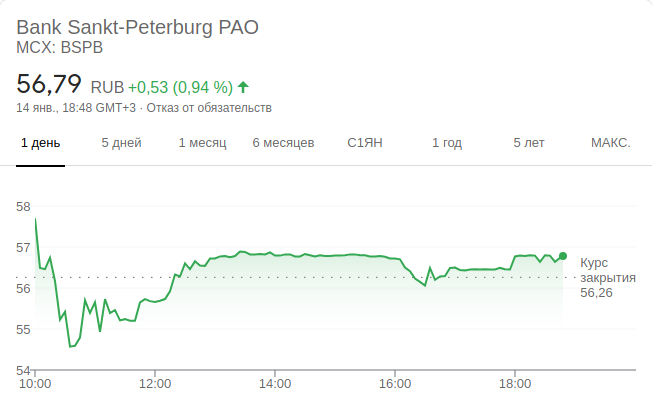 Bank Sankt-Peterburg PAO
MCX: BSPB
56,79 RUB +0,53 (0,94 %)
14 янв., 18:48 GMT+3 · Отказ от обязательств
1 день 5 дней 1 месяц 6 месяцев С1ЯН 1 год 5 лет МАКС.
58
57
Курс
закрытия
56,26
56
55
54
10:00 12:00 14:00 16:00 18:00